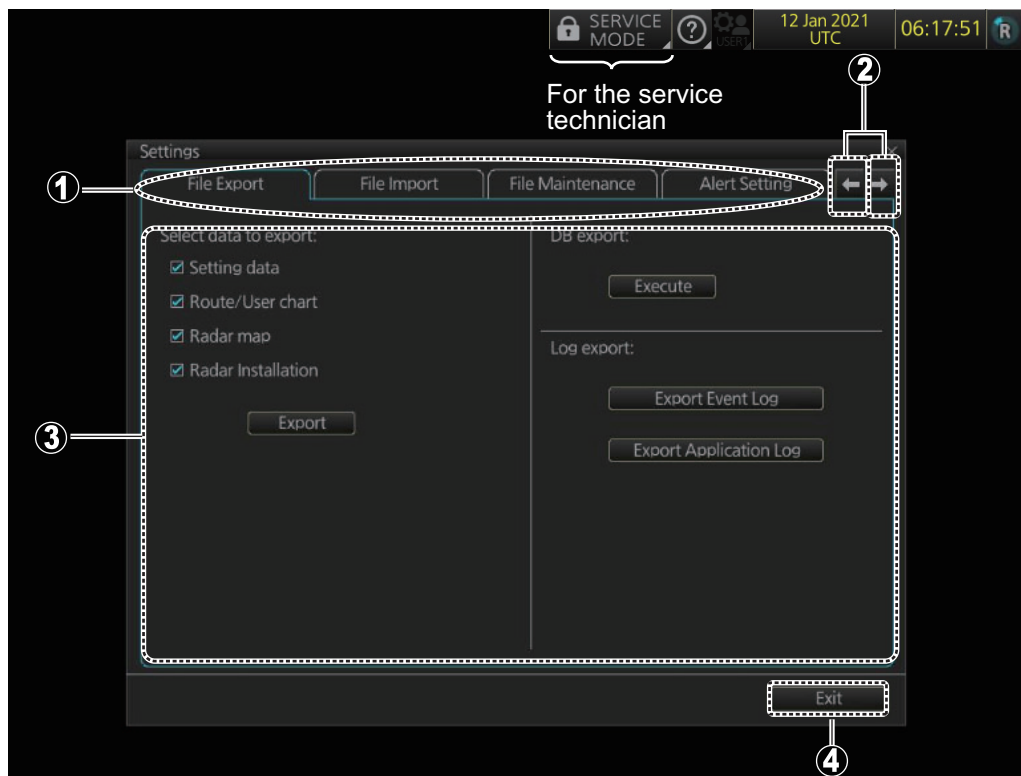 SERVICE
MODE
?
USER1
12 Jan 2021
UTC
06:17:51
R
For the service
technician
2
Settings
1
File Export
File Import
File Maintenance
Alert Setting
Select data to export:
Setting data
Route/User chart
Radar map
Radar Installation
Export
DB export:
Execute
Log export:
Export Event Log
Export Application Log
3
Exit
4